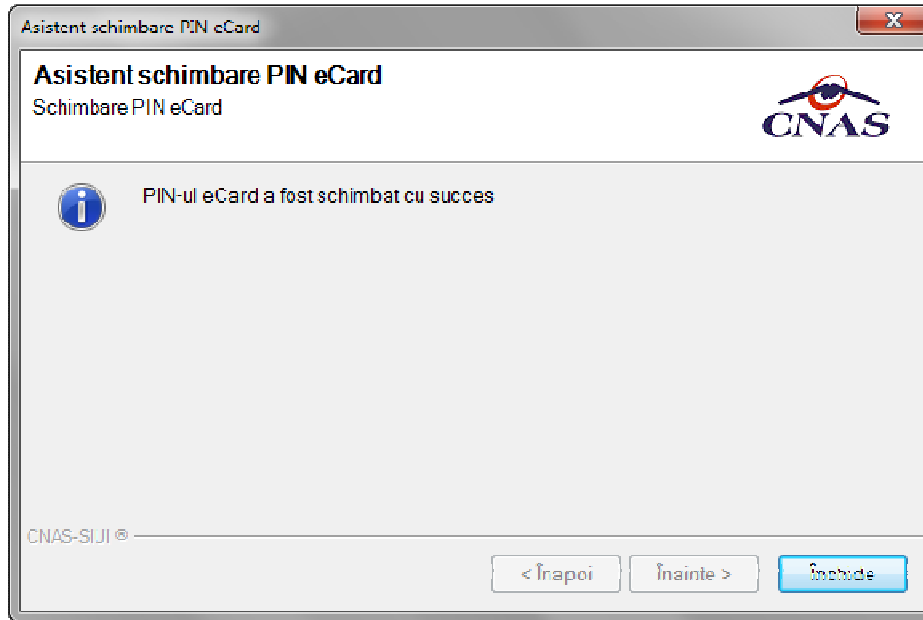 Asistent schimbare PIN eCard
Asistent schimbare PIN eCard
Schimbare PIN eCard
CNAS
PIN-ul eCard a fost schimbat cu succes
CNAS-SIUI ®
< Înapoi
Înainte >
Închide